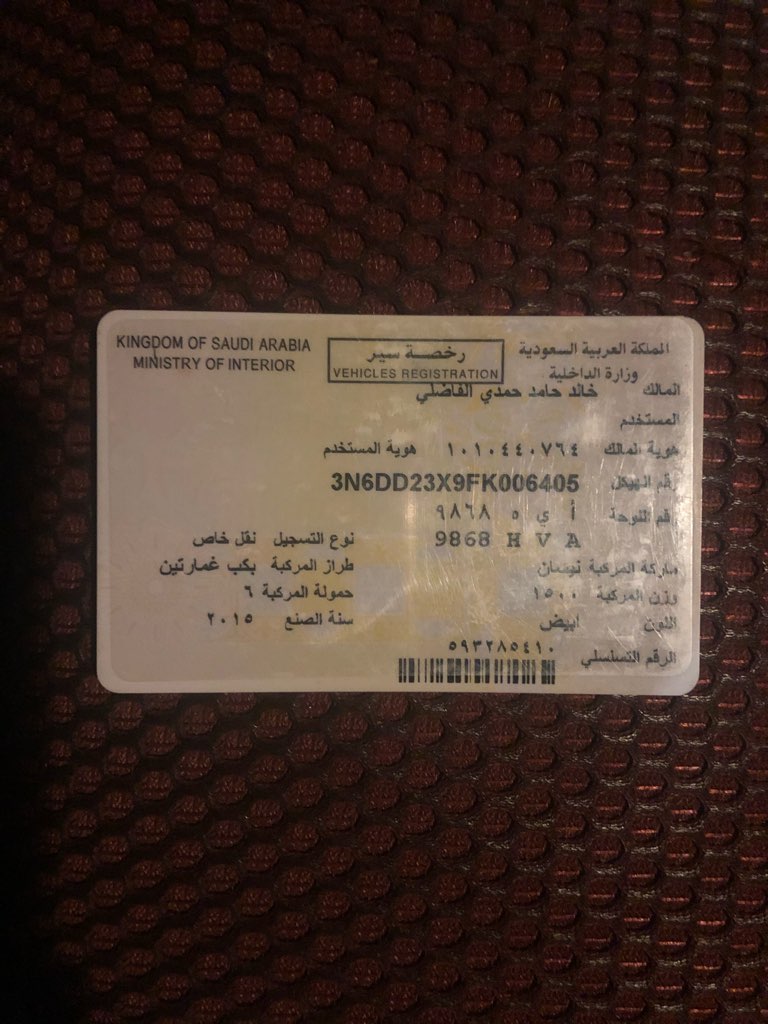 KINGDOM OF SAUDI ARABIA
MINISTRY OF INTERIOR
رخصة سير
VEHICLES REGISTRATION
المملكة العربية السعودية
وزارة الداخلية
المالك خالد حامد حمدي الفاضلي
المستخدم
هوية المالك ١٠١٠٤٤٠٧٦٤ هوية المستخدم
رقم الهيكل 3N6DD23X9FK006405
رقم اللوحة أ ي ه ٩٨٦٨
9868 H V A
نوع التسجيل نقل خاص
ماركة المركبة نيسان طراز المركبة بكب غمارتين
وزن المركبة ١٥٠٠ حمولة المركبة ٦
اللون ابيض سنة الصنع ٢٠١٥
الرقم التسلسلي ٥٩٣٢٨٥٤١٠